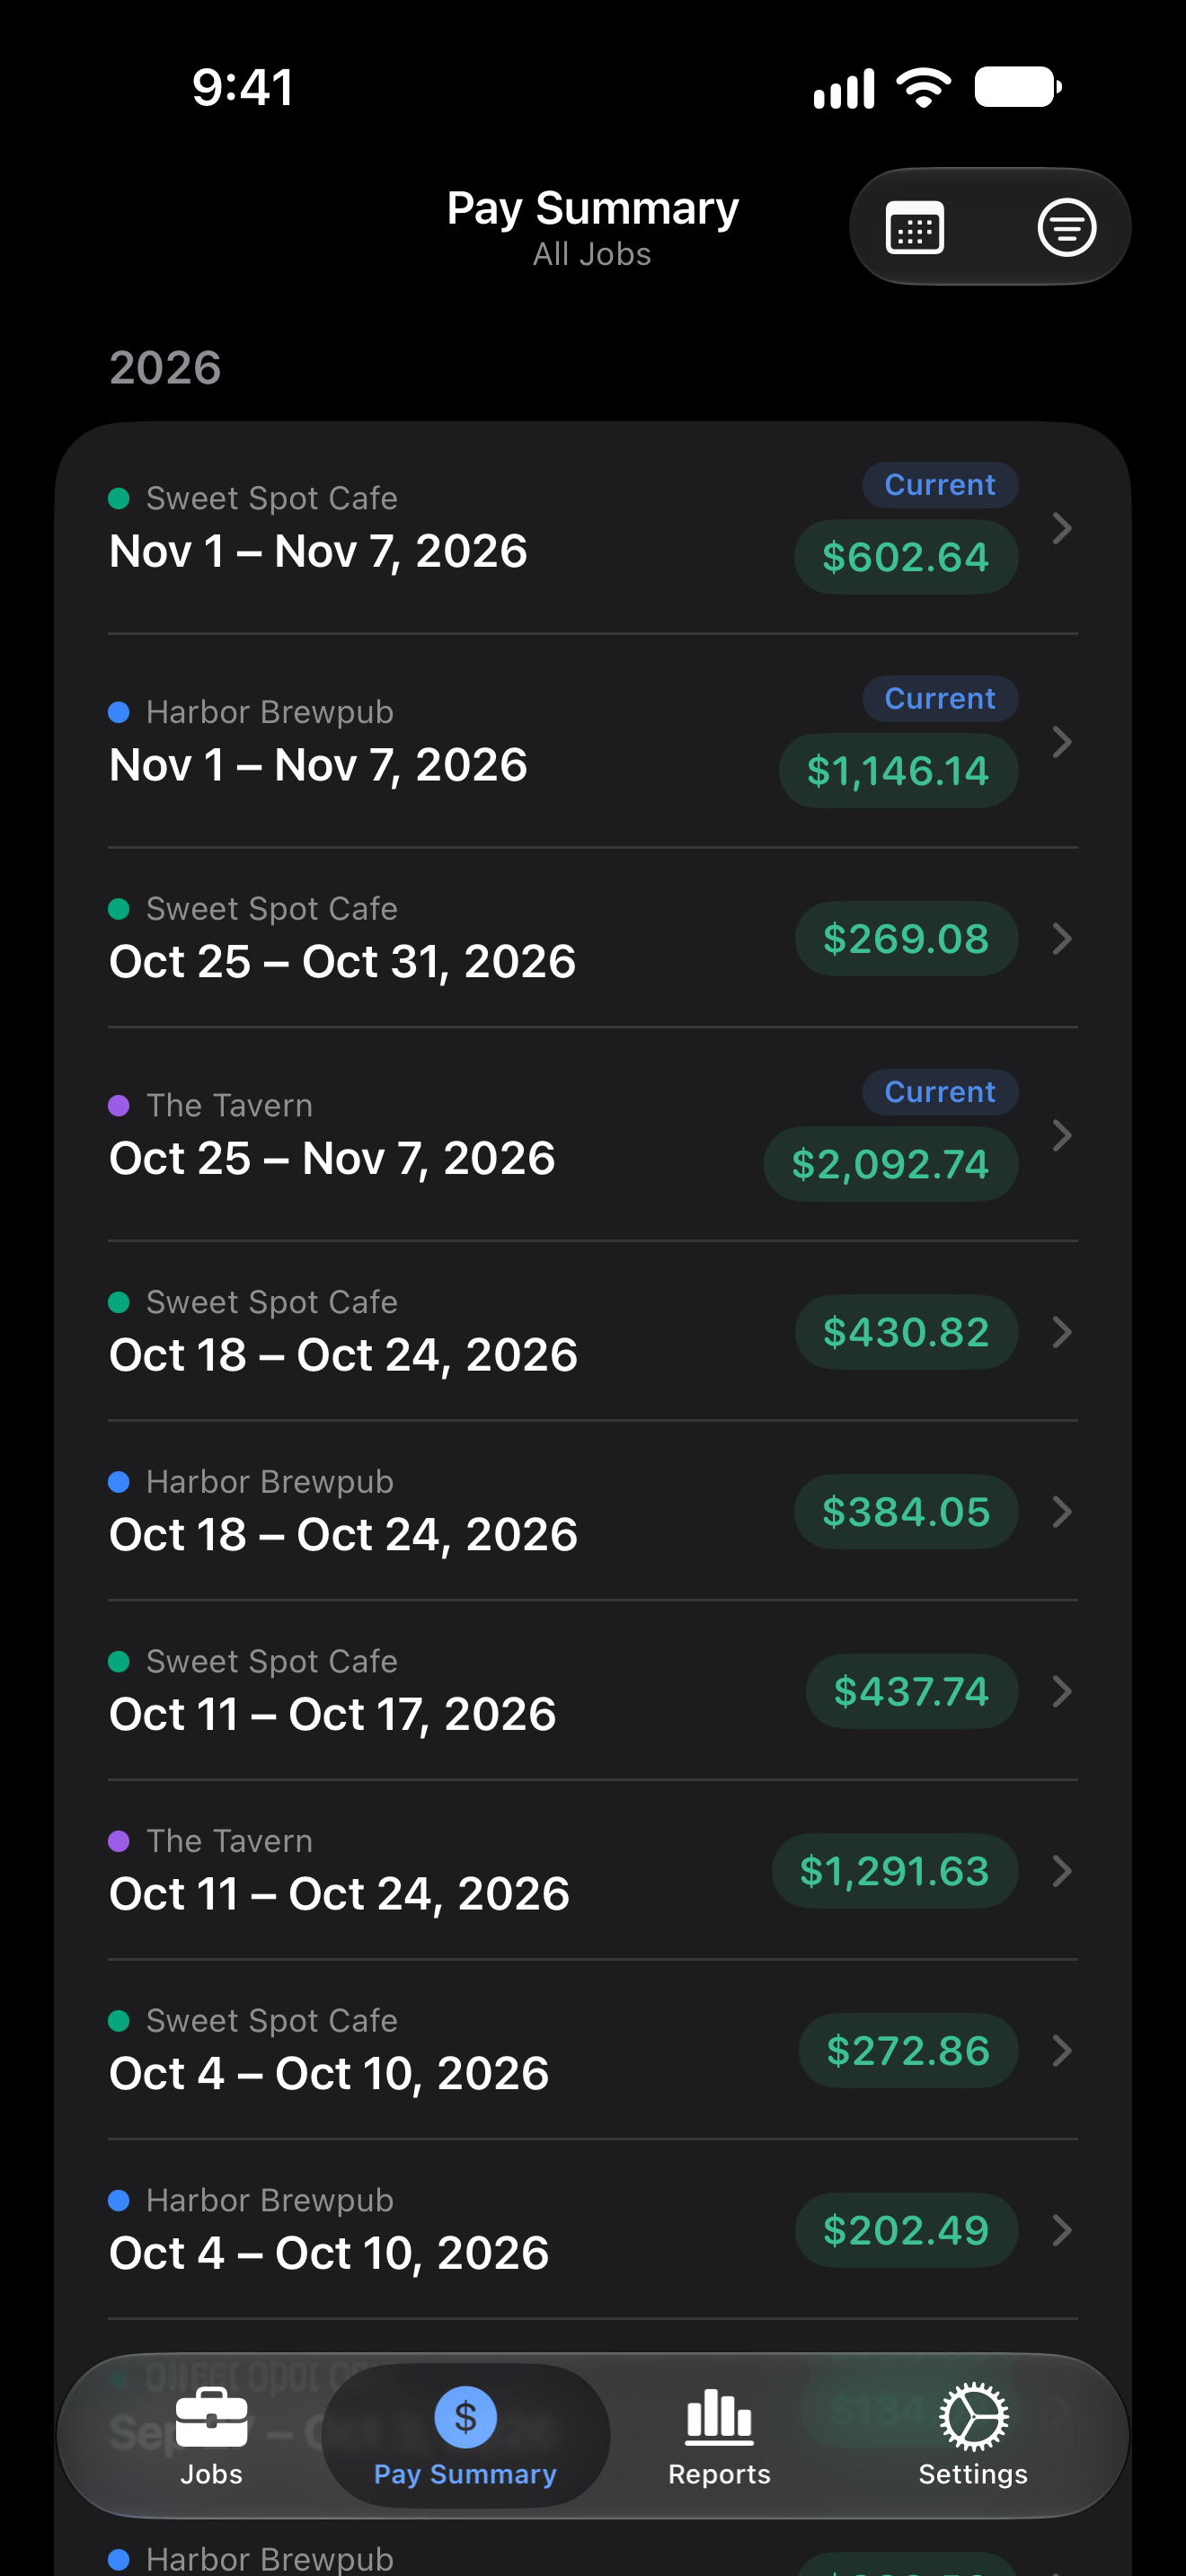 9:41
Pay Summary
All Jobs
2026
Sweet Spot Cafe
Nov 1 – Nov 7, 2026
Current
$602.64
Harbor Brewpub
Nov 1 – Nov 7, 2026
Current
$1,146.14
Sweet Spot Cafe
Oct 25 – Oct 31, 2026
$269.08
The Tavern
Oct 25 – Nov 7, 2026
Current
$2,092.74
Sweet Spot Cafe
Oct 18 – Oct 24, 2026
$430.82
Harbor Brewpub
Oct 18 – Oct 24, 2026
$384.05
Sweet Spot Cafe
Oct 11 – Oct 17, 2026
$437.74
The Tavern
Oct 11 – Oct 24, 2026
$1,291.63
Sweet Spot Cafe
Oct 4 – Oct 10, 2026
$272.86
Harbor Brewpub
Oct 4 – Oct 10, 2026
$202.49
Jobs
Pay Summary
Reports
Settings
Harbor Brewpub